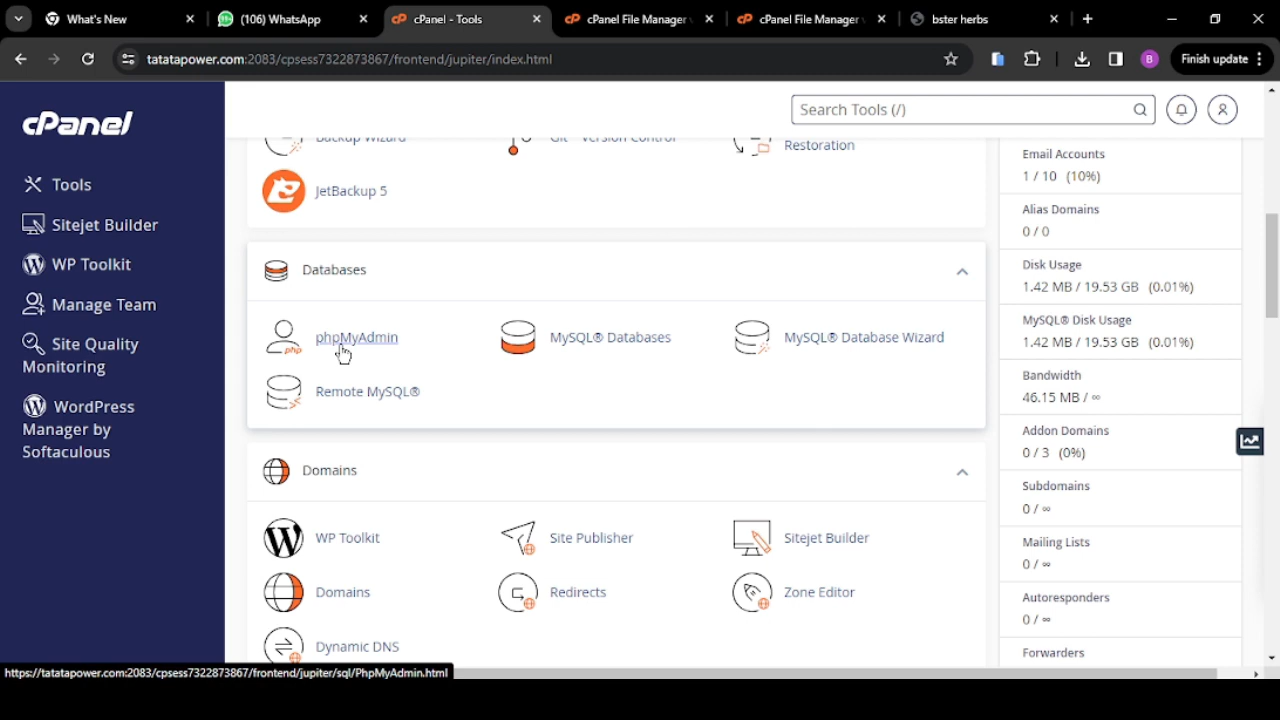 What's New
(106) WhatsApp
cPanel - Tools
cPanel File Manager
cPanel File Manager
bster herbs
tatatapower.com:2083/cpsess7322873867/frontend/jupiter/index.html
B
Finish update
cPanel
Search Tools (/)
Tools
Sitejet Builder
WP Toolkit
Manage Team
Site Quality
Monitoring
WordPress
Manager by
Softaculous
Backup Wizard
Git™ Version Control
Restoration
JetBackup 5
Databases
phpMyAdmin
MySQL® Databases
MySQL® Database Wizard
Remote MySQL®
Domains
WP Toolkit
Site Publisher
Sitejet Builder
Domains
Redirects
Zone Editor
Dynamic DNS
Email Accounts
1 / 10 (10%)
Alias Domains
0 / 0
Disk Usage
1.42 MB / 19.53 GB (0.01%)
MySQL® Disk Usage
1.42 MB / 19.53 GB (0.01%)
Bandwidth
46.15 MB / ∞
Addon Domains
0 / 3 (0%)
Subdomains
0 / ∞
Mailing Lists
0 / ∞
Autoresponders
0 / ∞
Forwarders
https://tatatapower.com:2083/cpsess7322873867/frontend/jupiter/sql/PhpMyAdmin.html